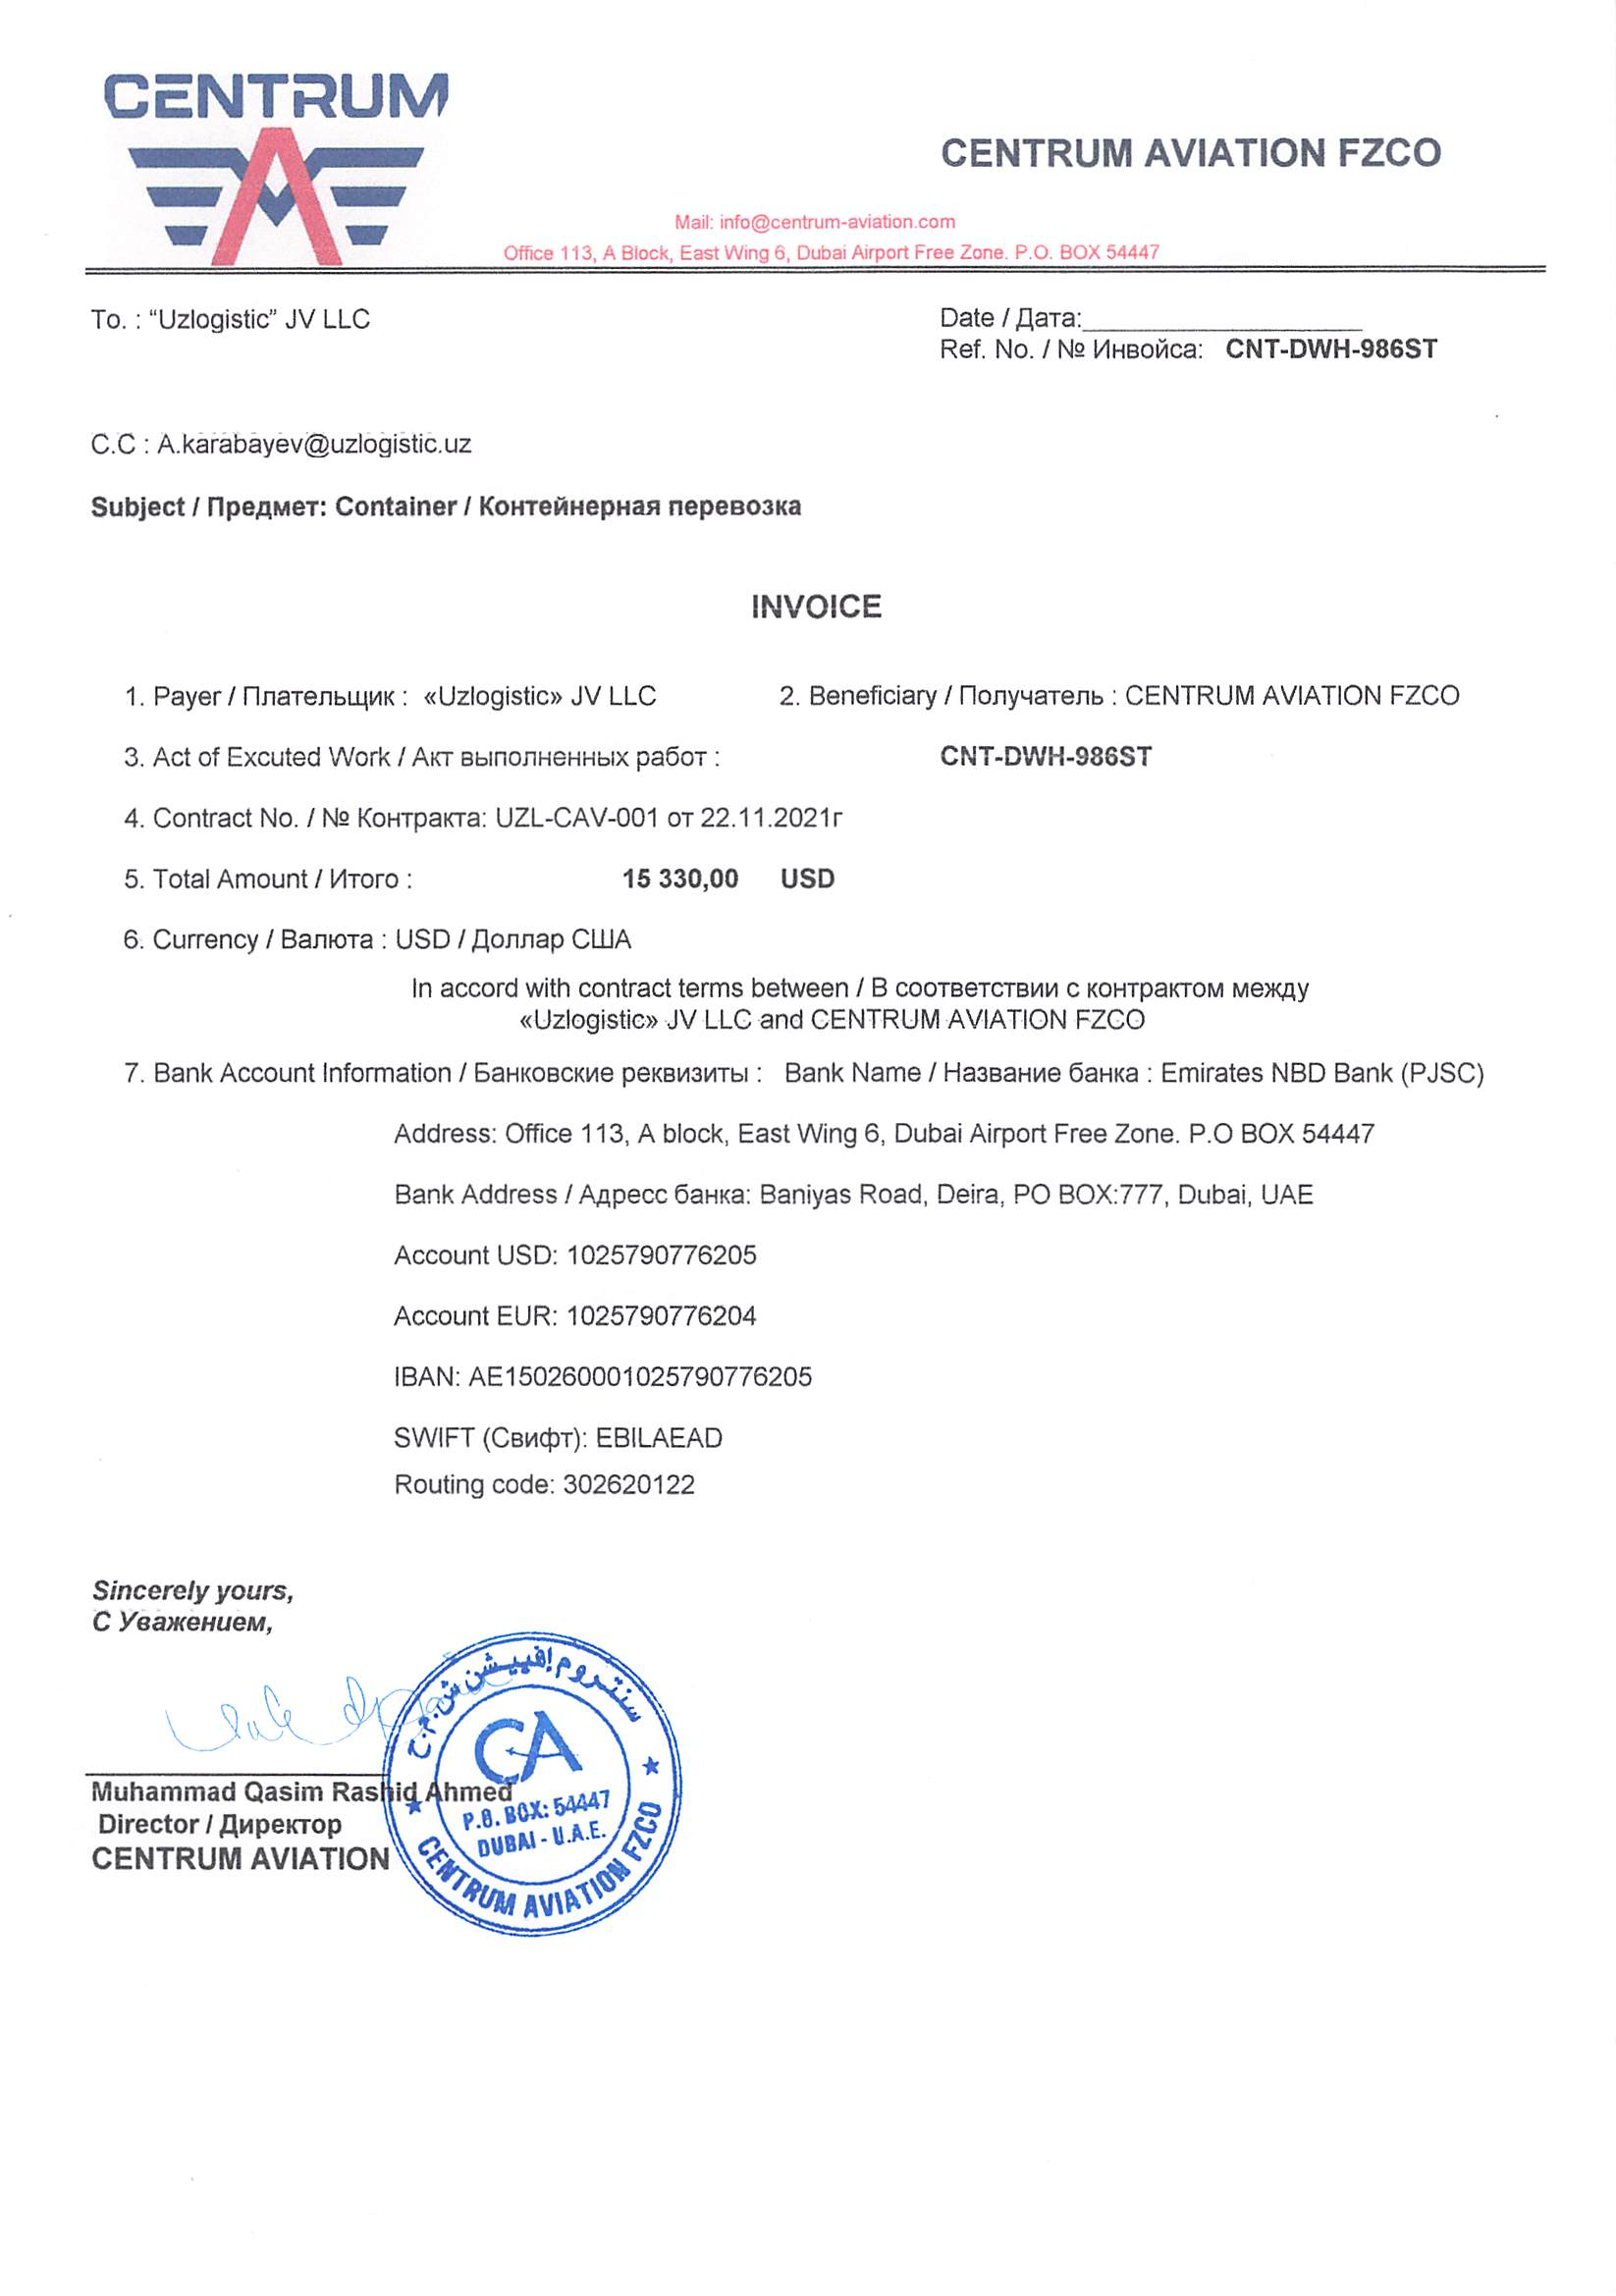 CENTRUM
CENTRUM AVIATION FZCO
Mail: info@centrum-aviation.com
Office 113, A Block, East Wing 6, Dubai Airport Free Zone. P.O. BOX 54447
To. : “Uzlogistic” JV LLC
Date / Дата:___________________
Ref. No. / № Инвойса: CNT-DWH-986ST
C.C : A.karabayev@uzlogistic.uz
Subject / Предмет: Container / Контейнерная перевозка
INVOICE
1. Payer / Плательщик : «Uzlogistic» JV LLC 2. Beneficiary / Получатель : CENTRUM AVIATION FZCO
3. Act of Excuted Work / Акт выполненных работ : CNT-DWH-986ST
4. Contract No. / № Контракта: UZL-CAV-001 от 22.11.2021г
5. Total Amount / Итого : 15 330,00 USD
6. Currency / Валюта : USD / Доллар США
In accord with contract terms between / В соответствии с контрактом между
«Uzlogistic» JV LLC and CENTRUM AVIATION FZCO
7. Bank Account Information / Банковские реквизиты : Bank Name / Название банка : Emirates NBD Bank (PJSC)
Address: Office 113, A block, East Wing 6, Dubai Airport Free Zone. P.O BOX 54447
Bank Address / Адресс банка: Baniyas Road, Deira, PO BOX:777, Dubai, UAE
Account USD: 1025790776205
Account EUR: 1025790776204
IBAN: AE150260001025790776205
SWIFT (Свифт): EBILAEAD
Routing code: 302620122
Sincerely yours,
С Уважением,
Muhammad Qasim Rashid Ahmed
Director / Директор
CENTRUM AVIATION
سنتروم إفييشن ش.م.ح
CA
P.O. BOX: 54447
DUBAI - U.A.E.
CENTRUM AVIATION FZCO